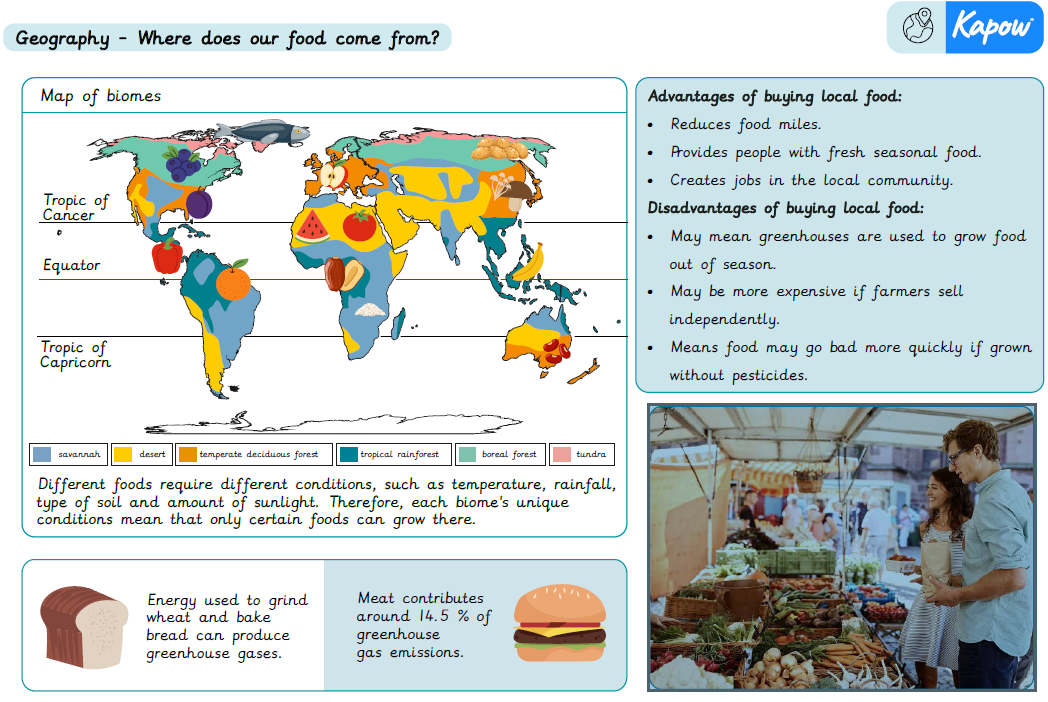 Geography - Where does our food come from?
Kapow
Map of biomes
Tropic of
Cancer
Equator
Tropic of
Capricorn
savannah
desert
temperate deciduous forest
tropical rainforest
boreal forest
tundra
Different foods require different conditions, such as temperature, rainfall,
type of soil and amount of sunlight. Therefore, each biome's unique
conditions mean that only certain foods can grow there.
Energy used to grind
wheat and bake
bread can produce
greenhouse gases.
Meat contributes
around 14.5 % of
greenhouse
gas emissions.
Advantages of buying local food:
• Reduces food miles.
• Provides people with fresh seasonal food.
• Creates jobs in the local community.
Disadvantages of buying local food:
• May mean greenhouses are used to grow food
out of season.
• May be more expensive if farmers sell
independently.
• Means food may go bad more quickly if grown
without pesticides.